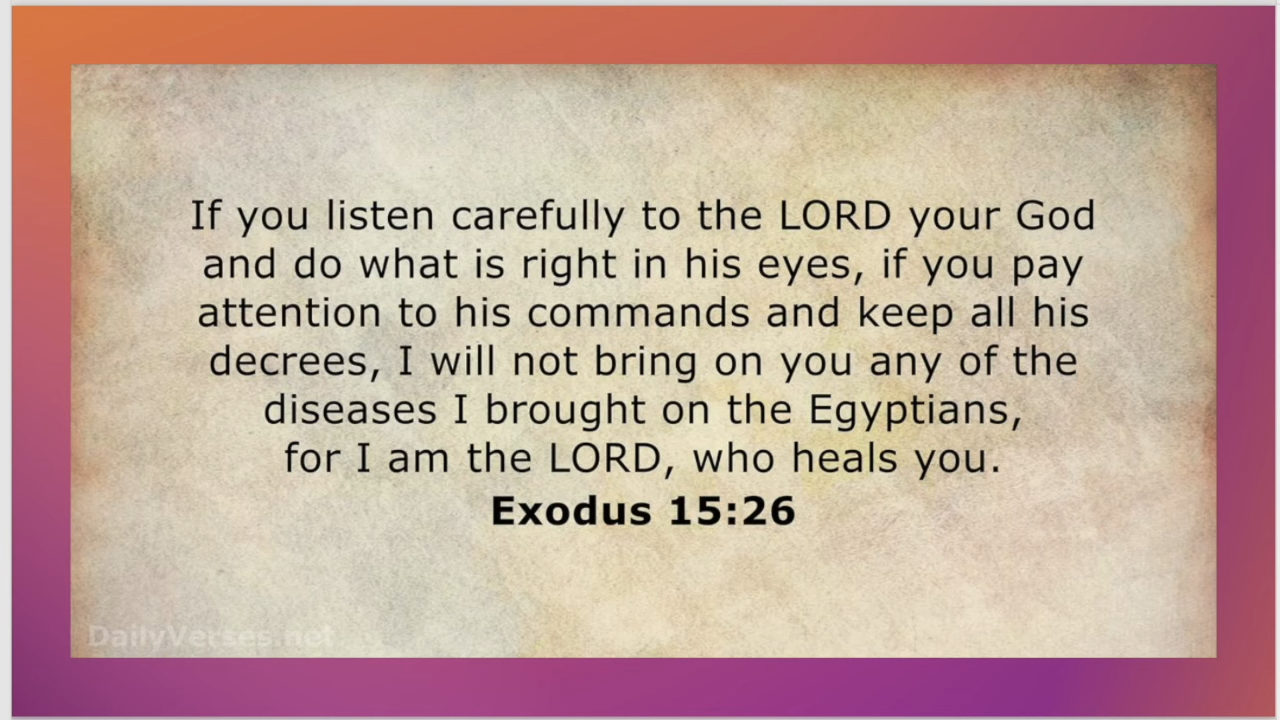 If you listen carefully to the LORD your God
and do what is right in his eyes, if you pay
attention to his commands and keep all his
decrees, I will not bring on you any of the
diseases I brought on the Egyptians,
for I am the LORD, who heals you.
Exodus 15:26
DailyVerses.net